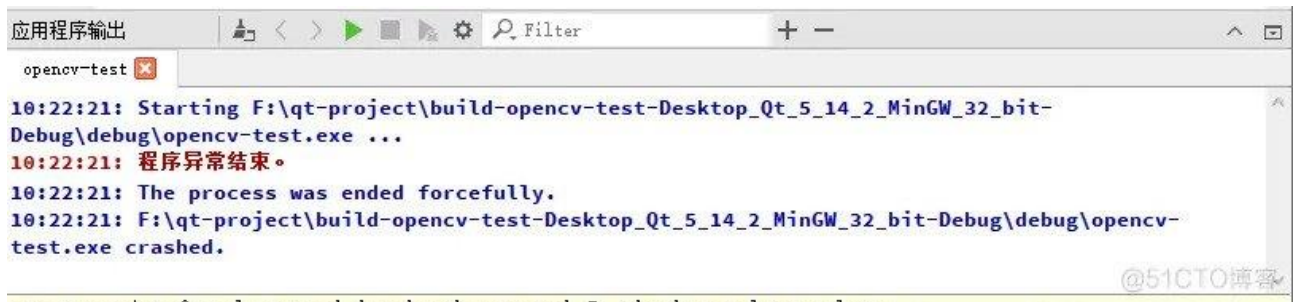 应用程序输出 Filter
opencv-test
10:22:21: Starting F:\qt-project\build-opencv-test-Desktop_Qt_5_14_2_MinGW_32_bit-
Debug\debug\opencv-test.exe ...
10:22:21: 程序异常结束。
10:22:21: The process was ended forcefully.
10:22:21: F:\qt-project\build-opencv-test-Desktop_Qt_5_14_2_MinGW_32_bit-Debug\debug\opencv-
test.exe crashed.
@51CTO博客